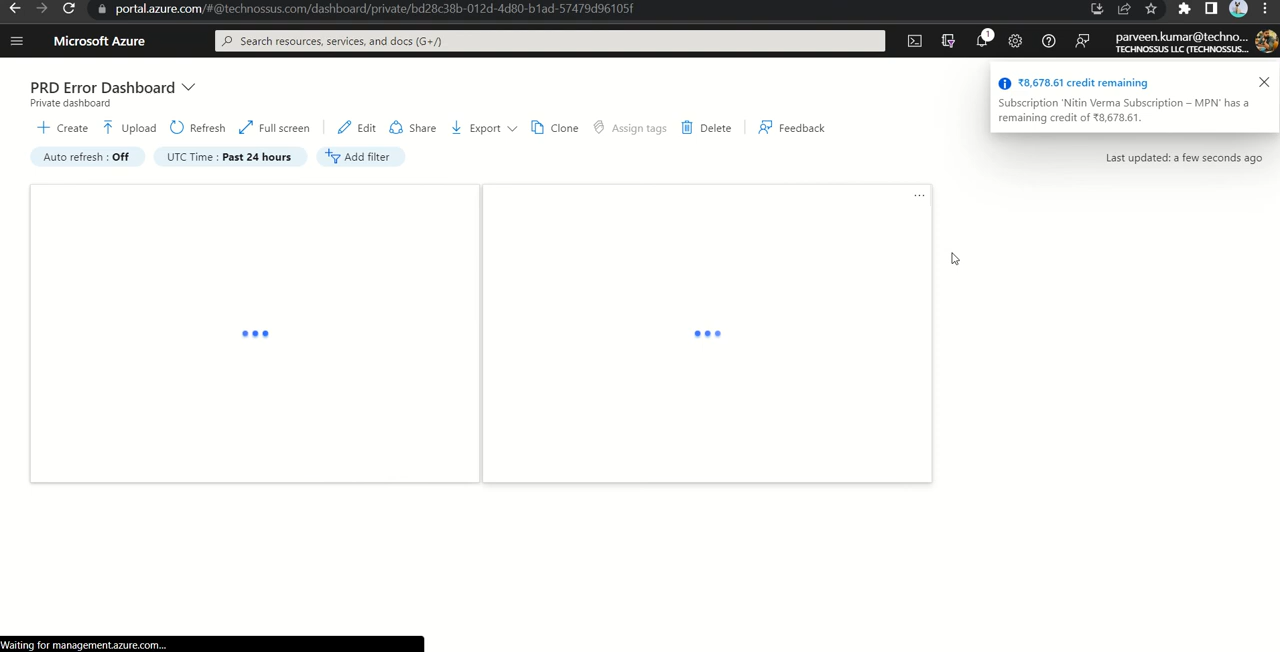 portal.azure.com/#@technossus.com/dashboard/private/bd28c38b-012d-4d80-b1ad-57479d96105f
Microsoft Azure
Search resources, services, and docs (G+/)
1
parveen.kumar@techno...
TECHNOSSUS LLC (TECHNOSSUS...
PRD Error Dashboard
Private dashboard
₹8,678.61 credit remaining
Subscription 'Nitin Verma Subscription – MPN' has a
remaining credit of ₹8,678.61.
Create Upload Refresh Full screen Edit Share Export Clone Assign tags Delete Feedback
Auto refresh : Off UTC Time : Past 24 hours Add filter
Last updated: a few seconds ago
Waiting for management.azure.com...